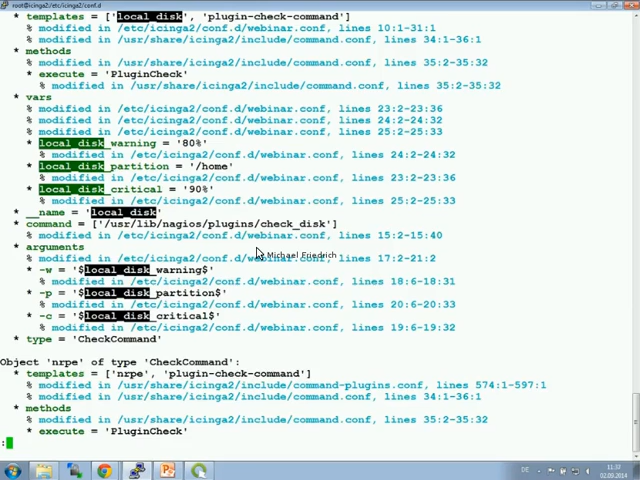 root@icinga2/etc/icinga2/conf.d
* templates = ['local_disk', 'plugin-check-command']
% modified in /etc/icinga2/conf.d/webinar.conf, lines 10:1-31:1
% modified in /usr/share/icinga2/include/command.conf, lines 34:1-36:1
* methods
% modified in /usr/share/icinga2/include/command.conf, lines 35:2-35:32
* execute = 'PluginCheck'
% modified in /usr/share/icinga2/include/command.conf, lines 35:2-35:32
* vars
% modified in /etc/icinga2/conf.d/webinar.conf, lines 23:2-23:36
% modified in /etc/icinga2/conf.d/webinar.conf, lines 24:2-24:32
% modified in /etc/icinga2/conf.d/webinar.conf, lines 25:2-25:33
* local_disk_warning = '80%'
% modified in /etc/icinga2/conf.d/webinar.conf, lines 24:2-24:32
* local_disk_partition = '/home'
% modified in /etc/icinga2/conf.d/webinar.conf, lines 23:2-23:36
* local_disk_critical = '90%'
% modified in /etc/icinga2/conf.d/webinar.conf, lines 25:2-25:33
* __name = 'local_disk'
* command = ['/usr/lib/nagios/plugins/check_disk']
% modified in /etc/icinga2/conf.d/webinar.conf, lines 15:2-15:40
* arguments
Michael Friedrich
% modified in /etc/icinga2/conf.d/webinar.conf, lines 17:2-21:2
* -w = '$local_disk_warning$'
% modified in /etc/icinga2/conf.d/webinar.conf, lines 18:6-18:31
* -p = '$local_disk_partition$'
% modified in /etc/icinga2/conf.d/webinar.conf, lines 20:6-20:33
* -c = '$local_disk_critical$'
% modified in /etc/icinga2/conf.d/webinar.conf, lines 19:6-19:32
* type = 'CheckCommand'
Object 'nrpe' of type 'CheckCommand':
* templates = ['nrpe', 'plugin-check-command']
% modified in /usr/share/icinga2/include/command-plugins.conf, lines 574:1-597:1
% modified in /usr/share/icinga2/include/command.conf, lines 34:1-36:1
* methods
% modified in /usr/share/icinga2/include/command.conf, lines 35:2-35:32
* execute = 'PluginCheck'
:
DE
11:37
02.09.2014